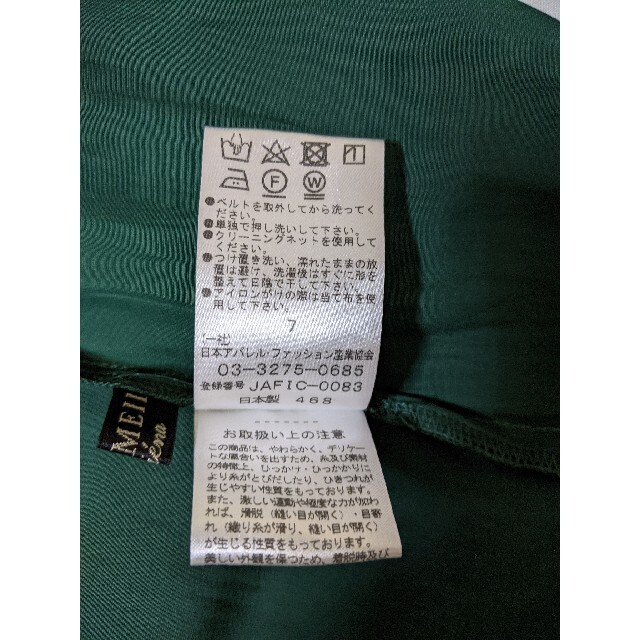 F W
●ベルトを取外してから洗ってく
ださい。
●単独で押し洗いして下さい。
●クリーニングネットを使用して
ください。
●つけ置き洗い、濡れたままの放
置は避け、洗濯後はすぐに形を
整えて日陰で干して下さい。
●アイロンがけの際は当て布を使
用して下さい。
7
一社)
日本アパレル・ファッション産業協会
03-3275-0685
登録番号 JAFIC-0083
日本製 468
お取扱い上の注意
この商品は、やわらかく、デリケー
トな風合いを出すため、糸及び素材
の特性上、ひっかけ・ひっかかりに
より糸がとびだしたり、ひきつれが
生じやすい性質をもっております。
また、激しい運動や極度な力が加わ
れば、滑脱(縫い目が開く)・目寄
れ(織り糸が滑り、縫い目が開く)
が生じる性質をもっております。
美しい外観を保つため、着脱時及び